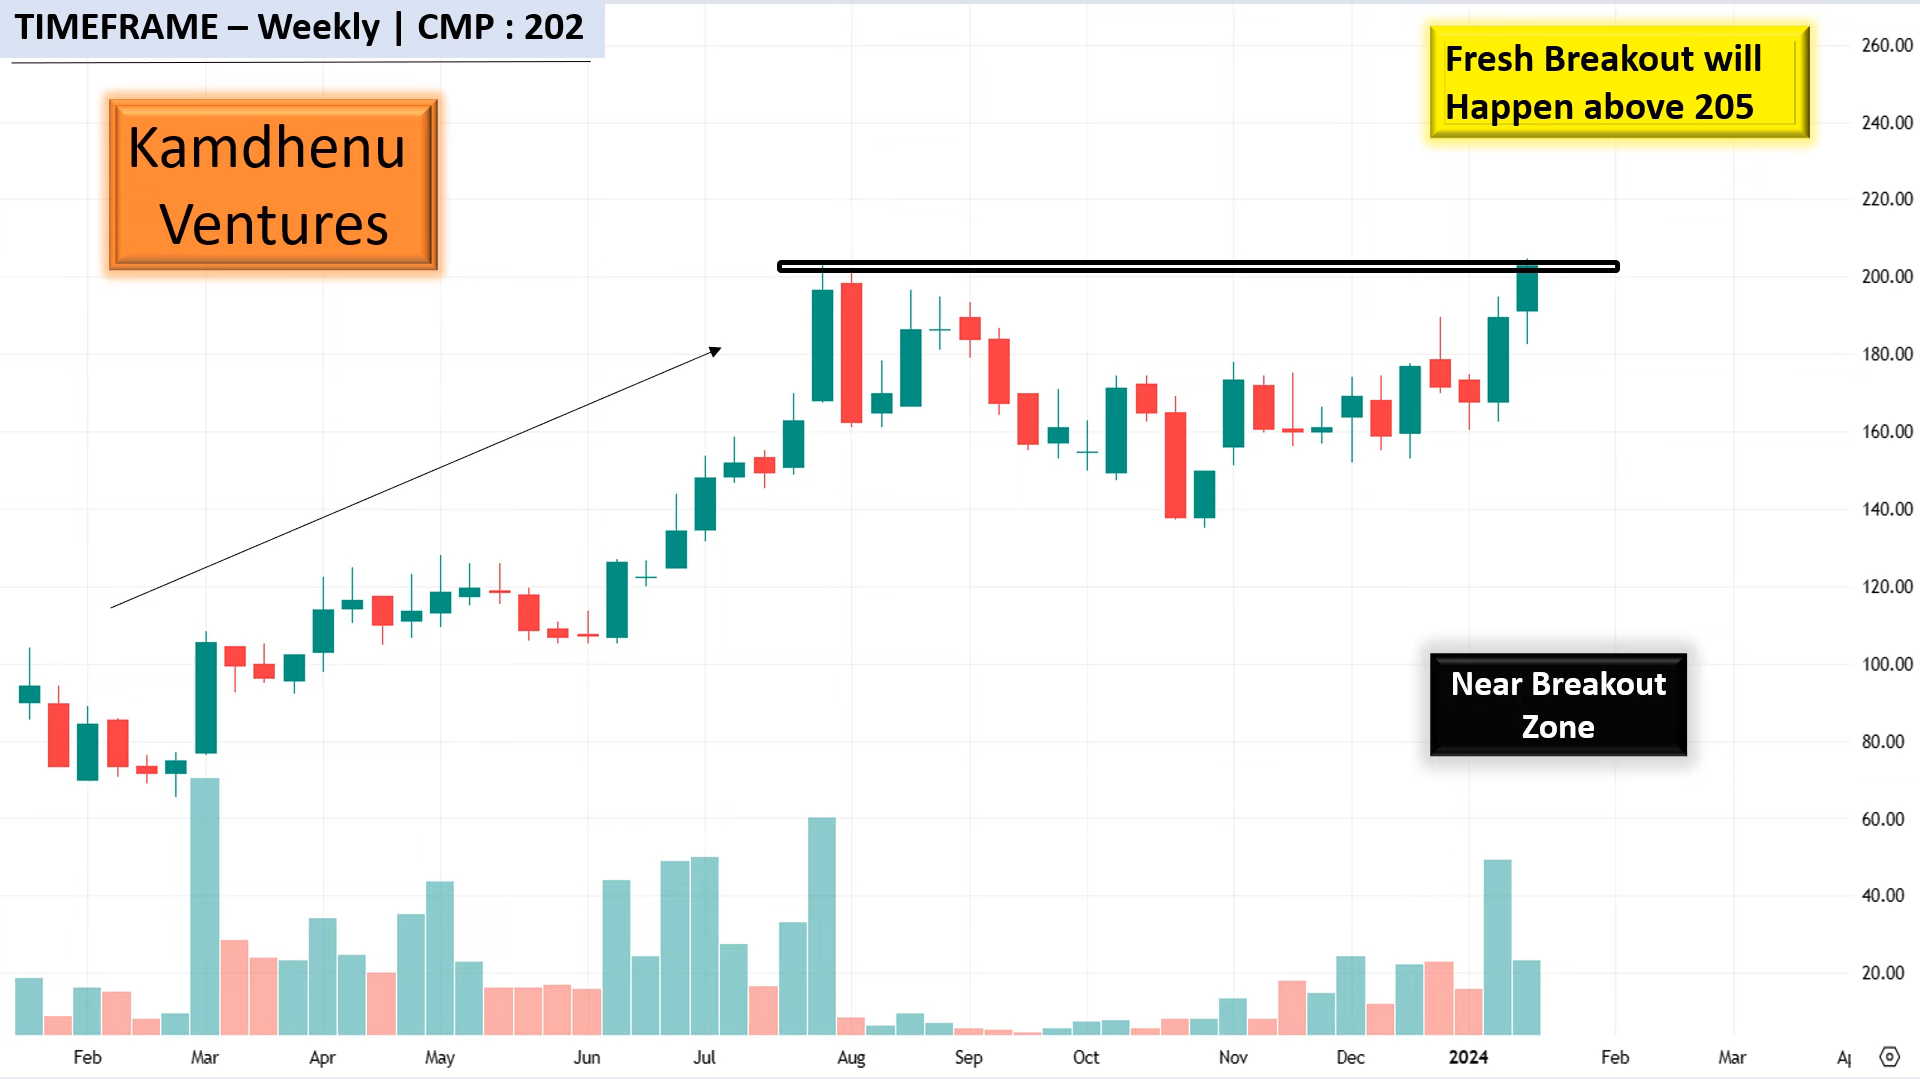 TIMEFRAME – Weekly | CMP : 202
Fresh Breakout will
Happen above 205
Kamdhenu
Ventures
Near Breakout
Zone
260.00
240.00
220.00
200.00
180.00
160.00
140.00
120.00
100.00
80.00
60.00
40.00
20.00
Feb Mar Apr May Jun Jul Aug Sep Oct Nov Dec 2024 Feb Mar